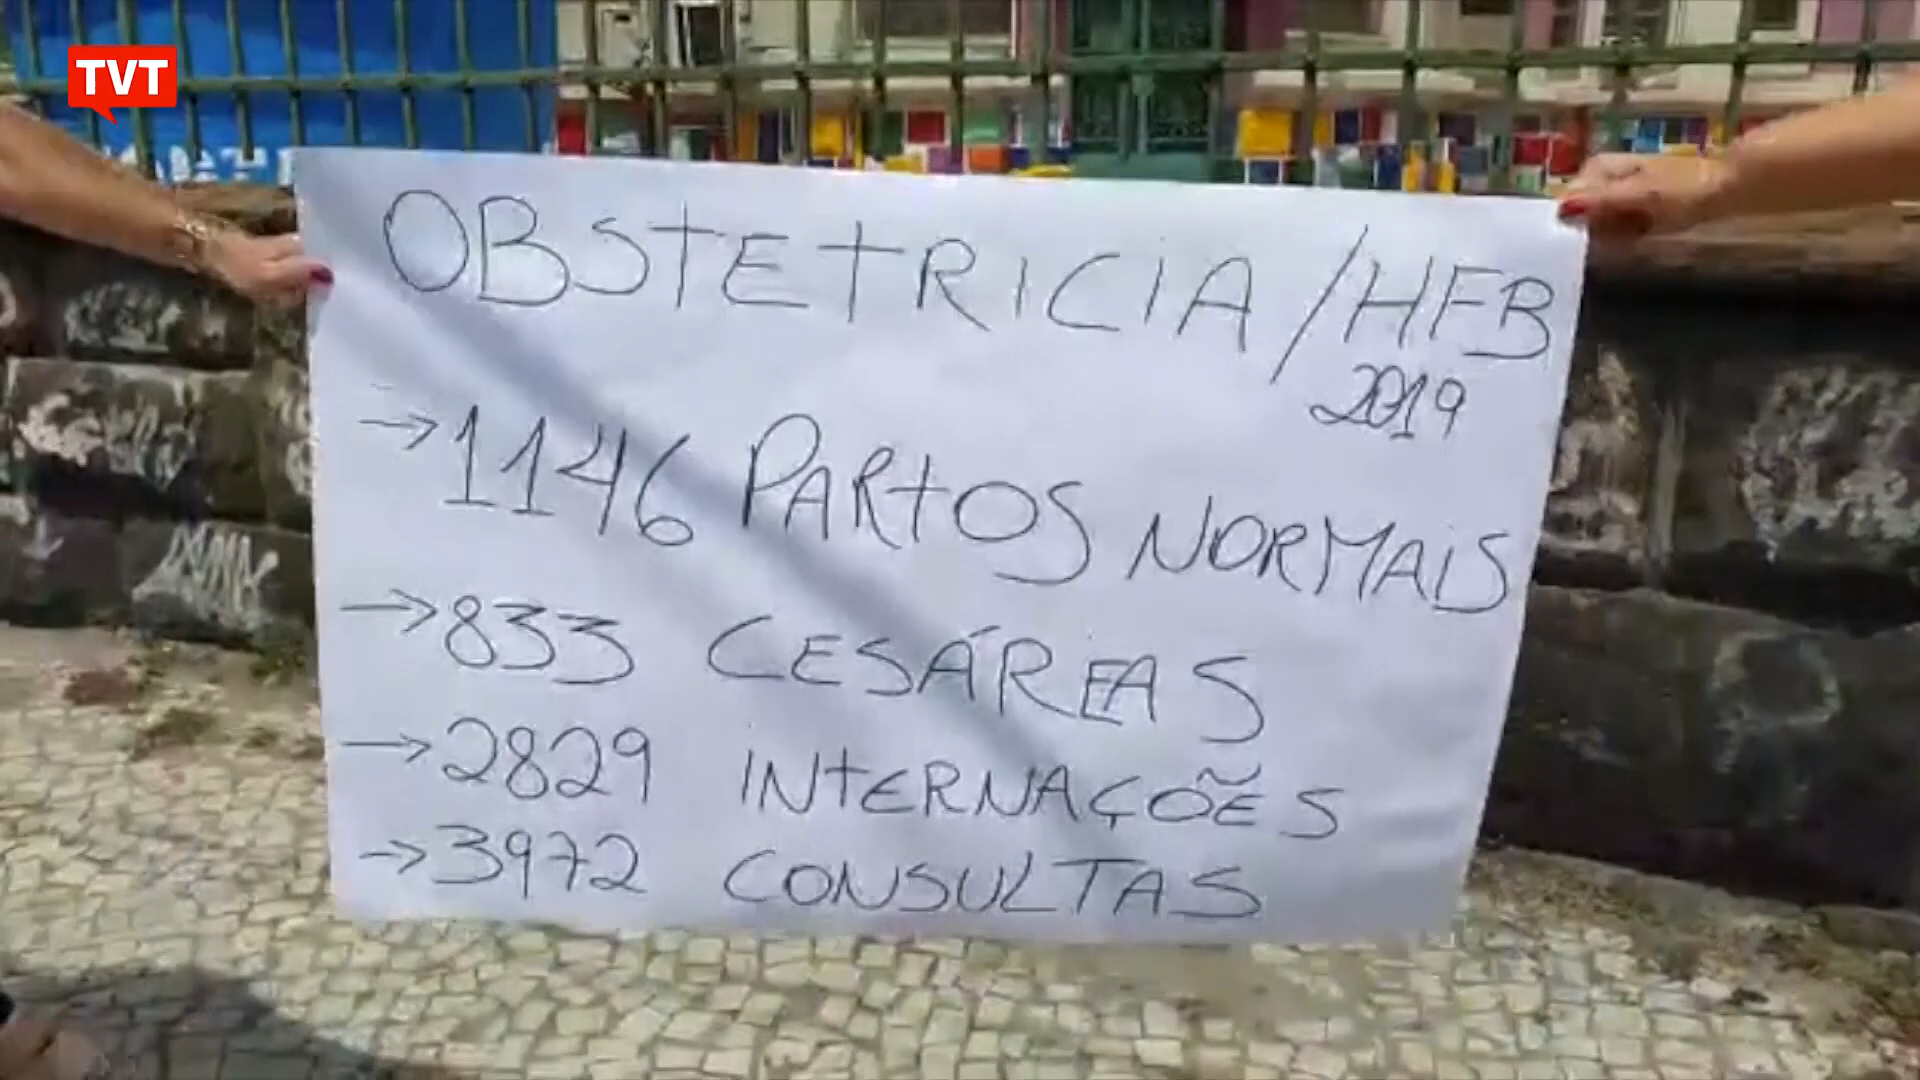 TVT
OBSTETRICIA/HFB
2019
→1146 PARTOS NORMAIS
→833 CESÁREAS
→2829 INTERNAÇÕES
→3972 CONSULTAS